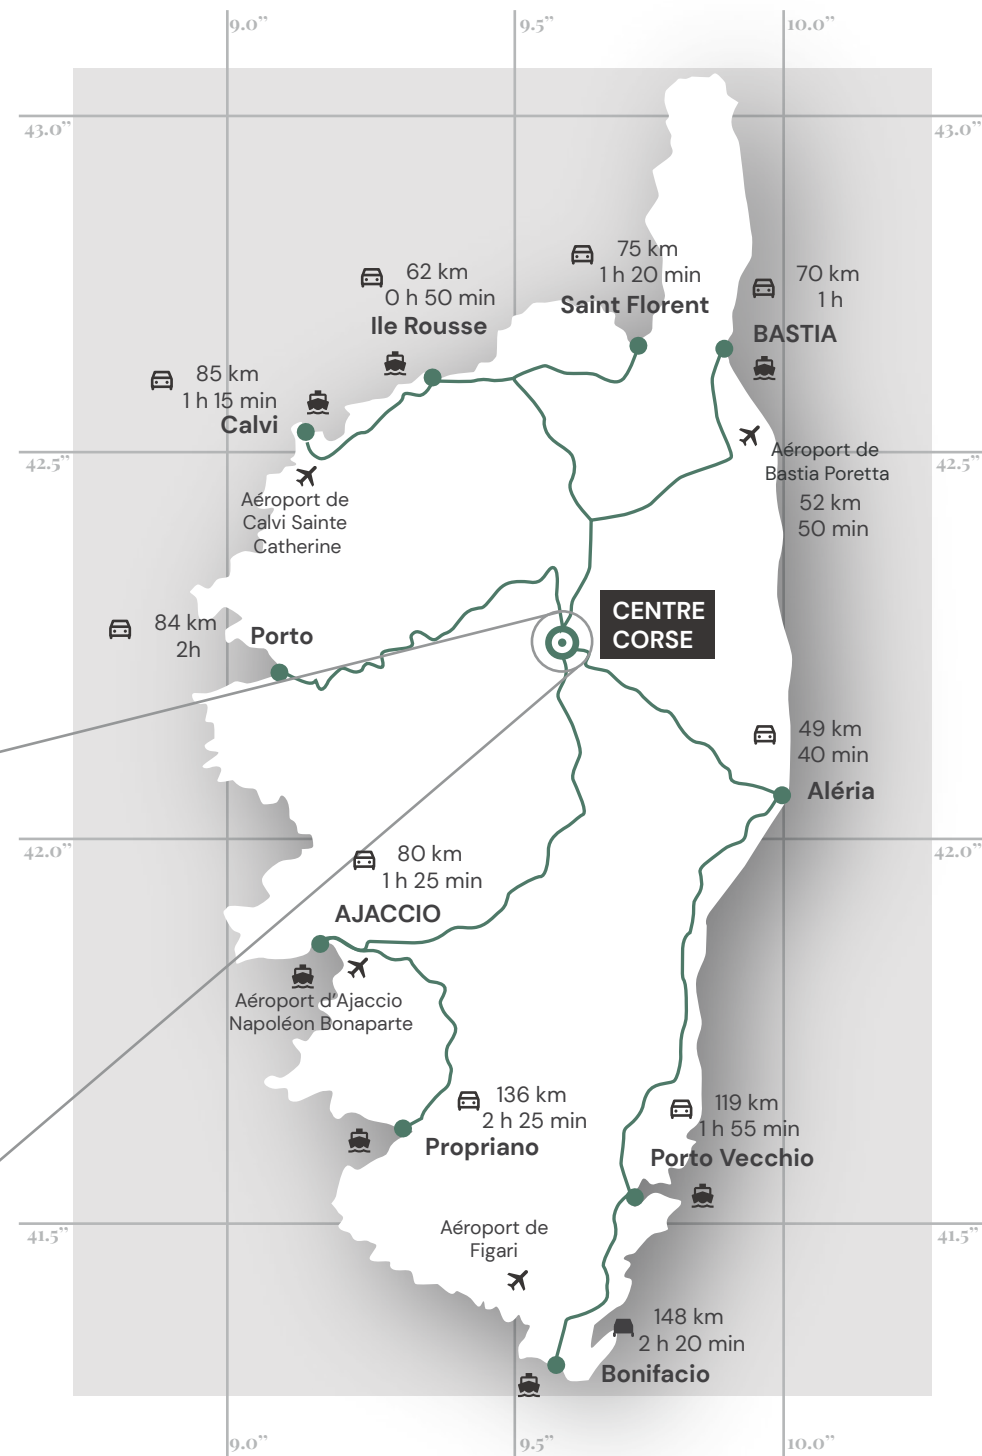 9.0”
9.5”
10.0”
43.0”
43.0”
75 km
1 h 20 min
Saint Florent
62 km
0 h 50 min
Ile Rousse
70 km
1 h
BASTIA
85 km
1 h 15 min
Calvi
42.5”
42.5”
Aéroport de
Bastia Poretta
52 km
50 min
Aéroport de
Calvi Sainte
Catherine
CENTRE
CORSE
84 km
2h
Porto
49 km
40 min
Aléria
42.0”
42.0”
80 km
1 h 25 min
AJACCIO
Aéroport d’Ajaccio
Napoléon Bonaparte
136 km
2 h 25 min
Propriano
119 km
1 h 55 min
Porto Vecchio
41.5”
41.5”
Aéroport de
Figari
148 km
2 h 20 min
Bonifacio
9.0”
9.5”
10.0”